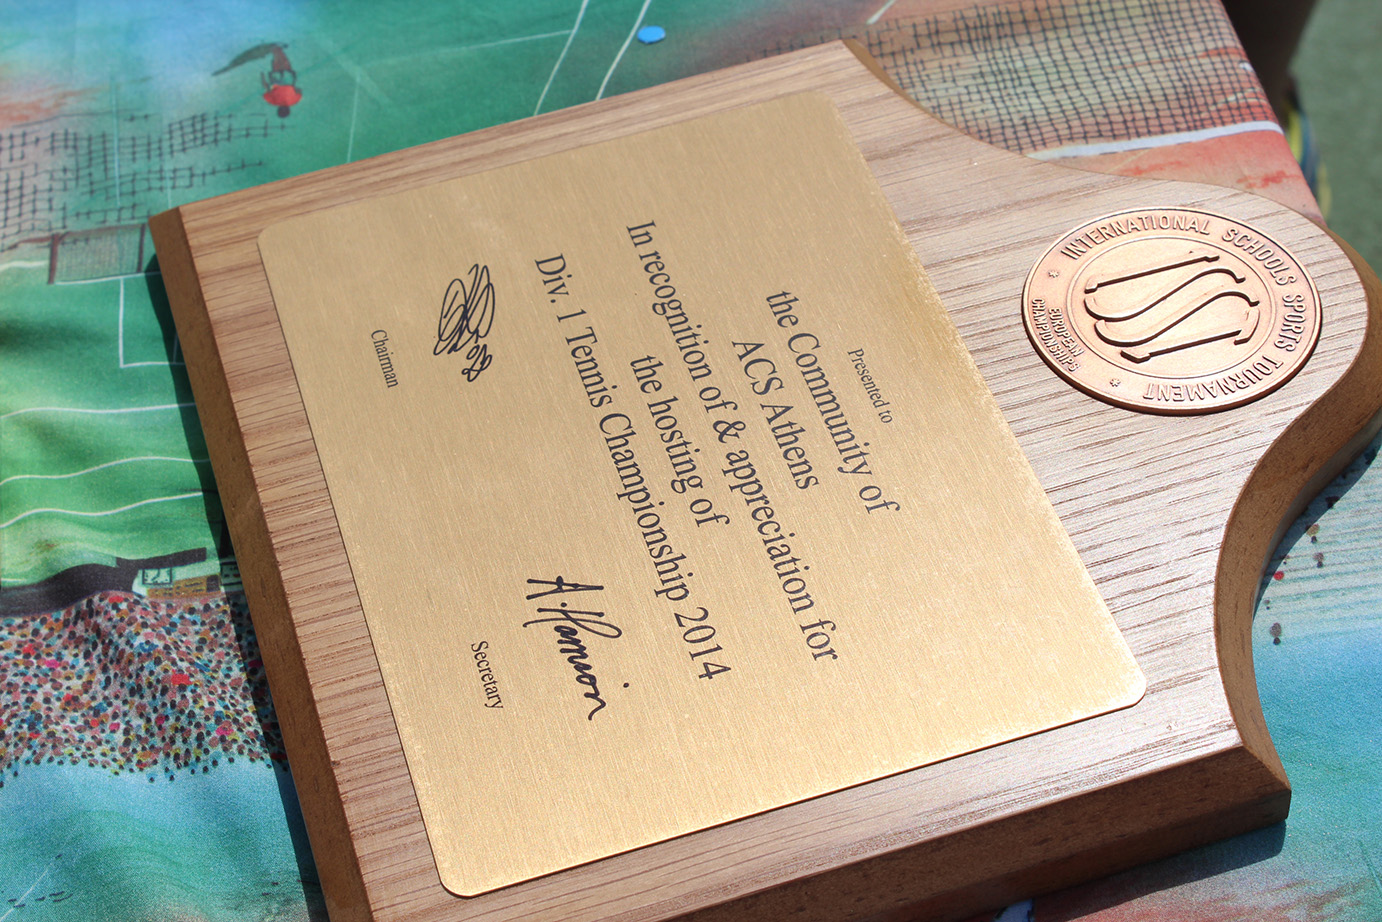 INTERNATIONAL SCHOOLS SPORTS TOURNAMENT
ISST
EUROPEAN
CHAMPIONSHIPS
Presented to
the Community of
ACS Athens
In recognition of & appreciation for
the hosting of
Div. 1 Tennis Championship 2014
Chairman
Secretary